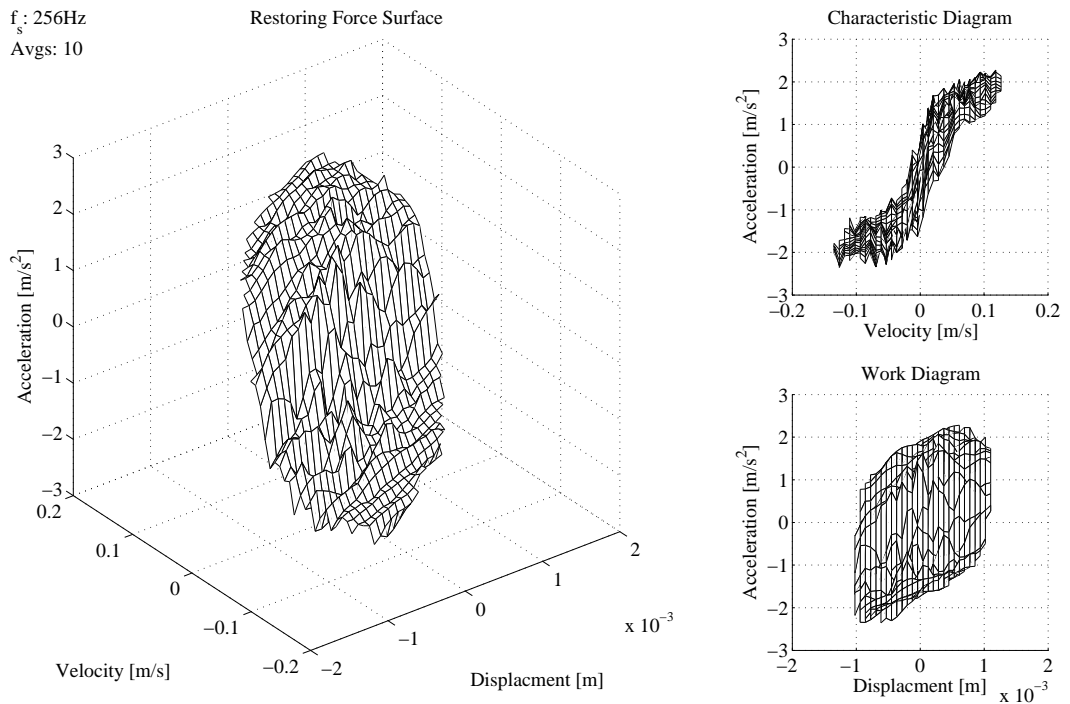 f_s: 256Hz
Avgs: 10
Restoring Force Surface
3
2
1
0
−1
−2
−3
Acceleration [m/s²]
0.2
0.1
0
−0.1
−0.2
Velocity [m/s]
−2
−1
0
1
2
x 10⁻³
Displacment [m]
Characteristic Diagram
3
2
1
0
−1
−2
−3
Acceleration [m/s²]
−0.2
−0.1
0
0.1
0.2
Velocity [m/s]
Work Diagram
3
2
1
0
−1
−2
−3
Acceleration [m/s²]
−2
−1
0
1
2
Displacment [m]
x 10⁻³